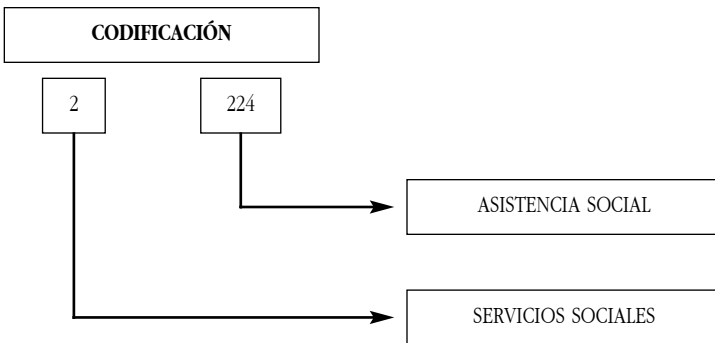 CODIFICACIÓN
2
224
ASISTENCIA SOCIAL
SERVICIOS SOCIALES